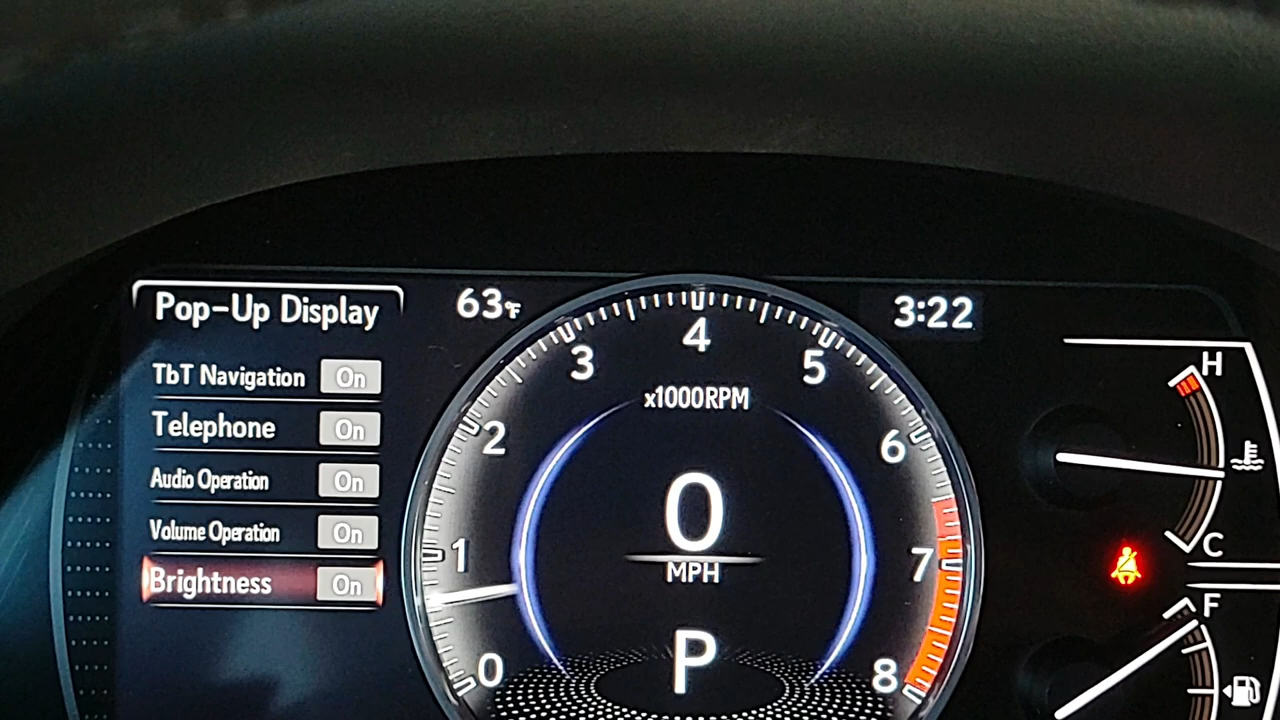 Pop-Up Display
63°F
3:22
TbT Navigation On
Telephone On
Audio Operation On
Volume Operation On
Brightness On
0
1
2
3
4
5
6
7
8
x1000RPM
0
MPH
P
H
C
F